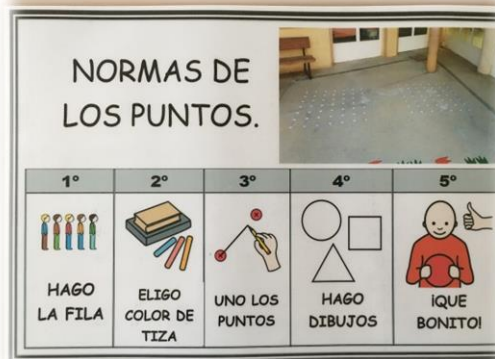 NORMAS DE
LOS PUNTOS.
1º
2º
3º
4º
5º
HAGO
LA FILA
ELIGO
COLOR DE
TIZA
UNO LOS
PUNTOS
HAGO
DIBUJOS
¡QUE
BONITO!